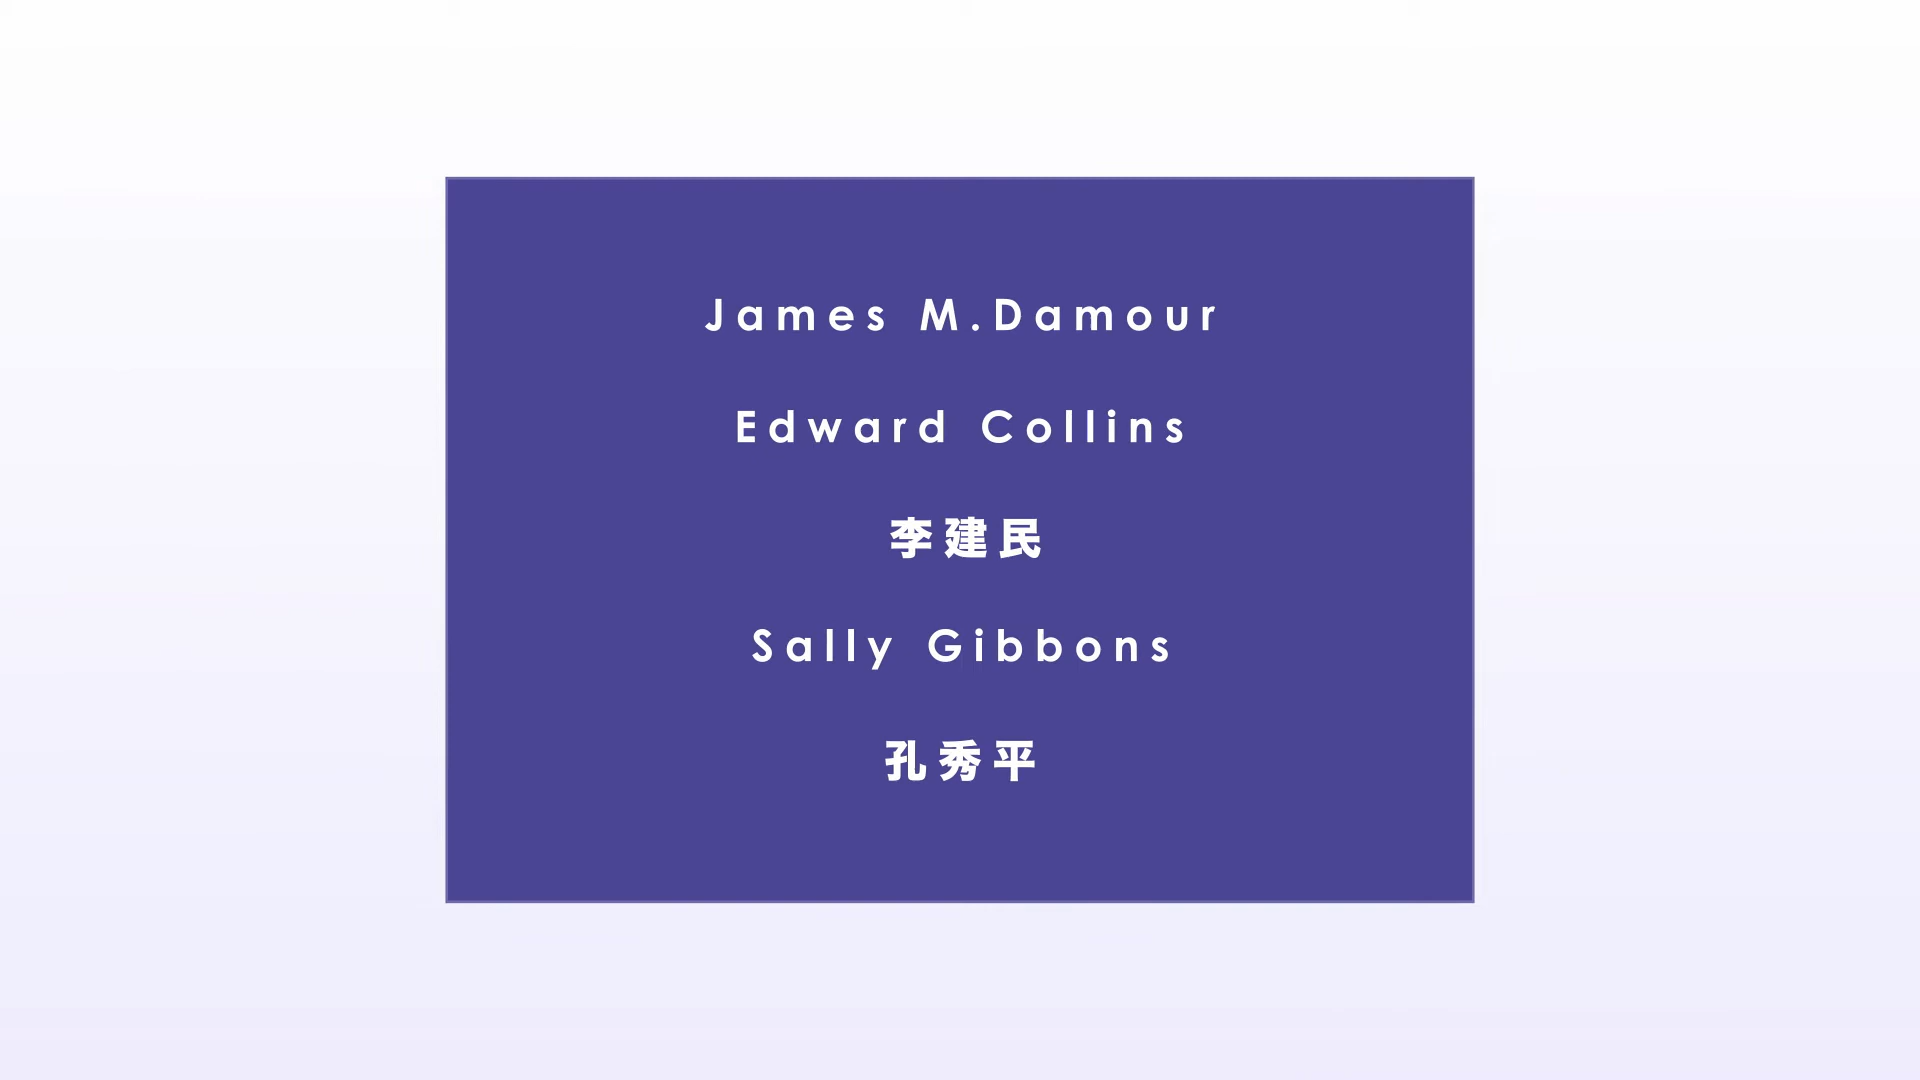 James M.Damour
Edward Collins
李建民
Sally Gibbons
孔秀平